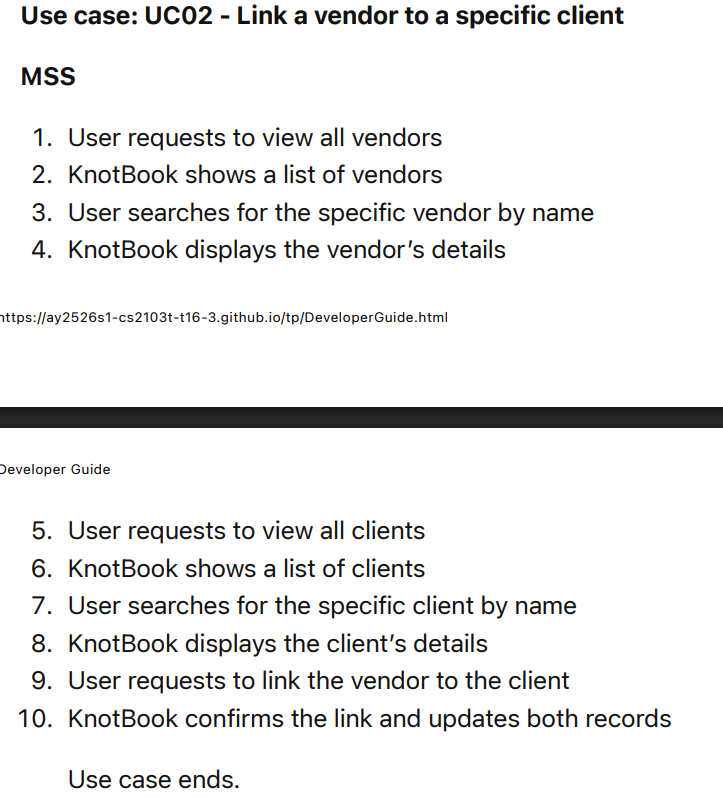 Use case: UC02 - Link a vendor to a specific client
MSS
1. User requests to view all vendors
2. KnotBook shows a list of vendors
3. User searches for the specific vendor by name
4. KnotBook displays the vendor’s details
https://ay2526s1-cs2103t-t16-3.github.io/tp/DeveloperGuide.html
Developer Guide
5. User requests to view all clients
6. KnotBook shows a list of clients
7. User searches for the specific client by name
8. KnotBook displays the client’s details
9. User requests to link the vendor to the client
10. KnotBook confirms the link and updates both records
Use case ends.